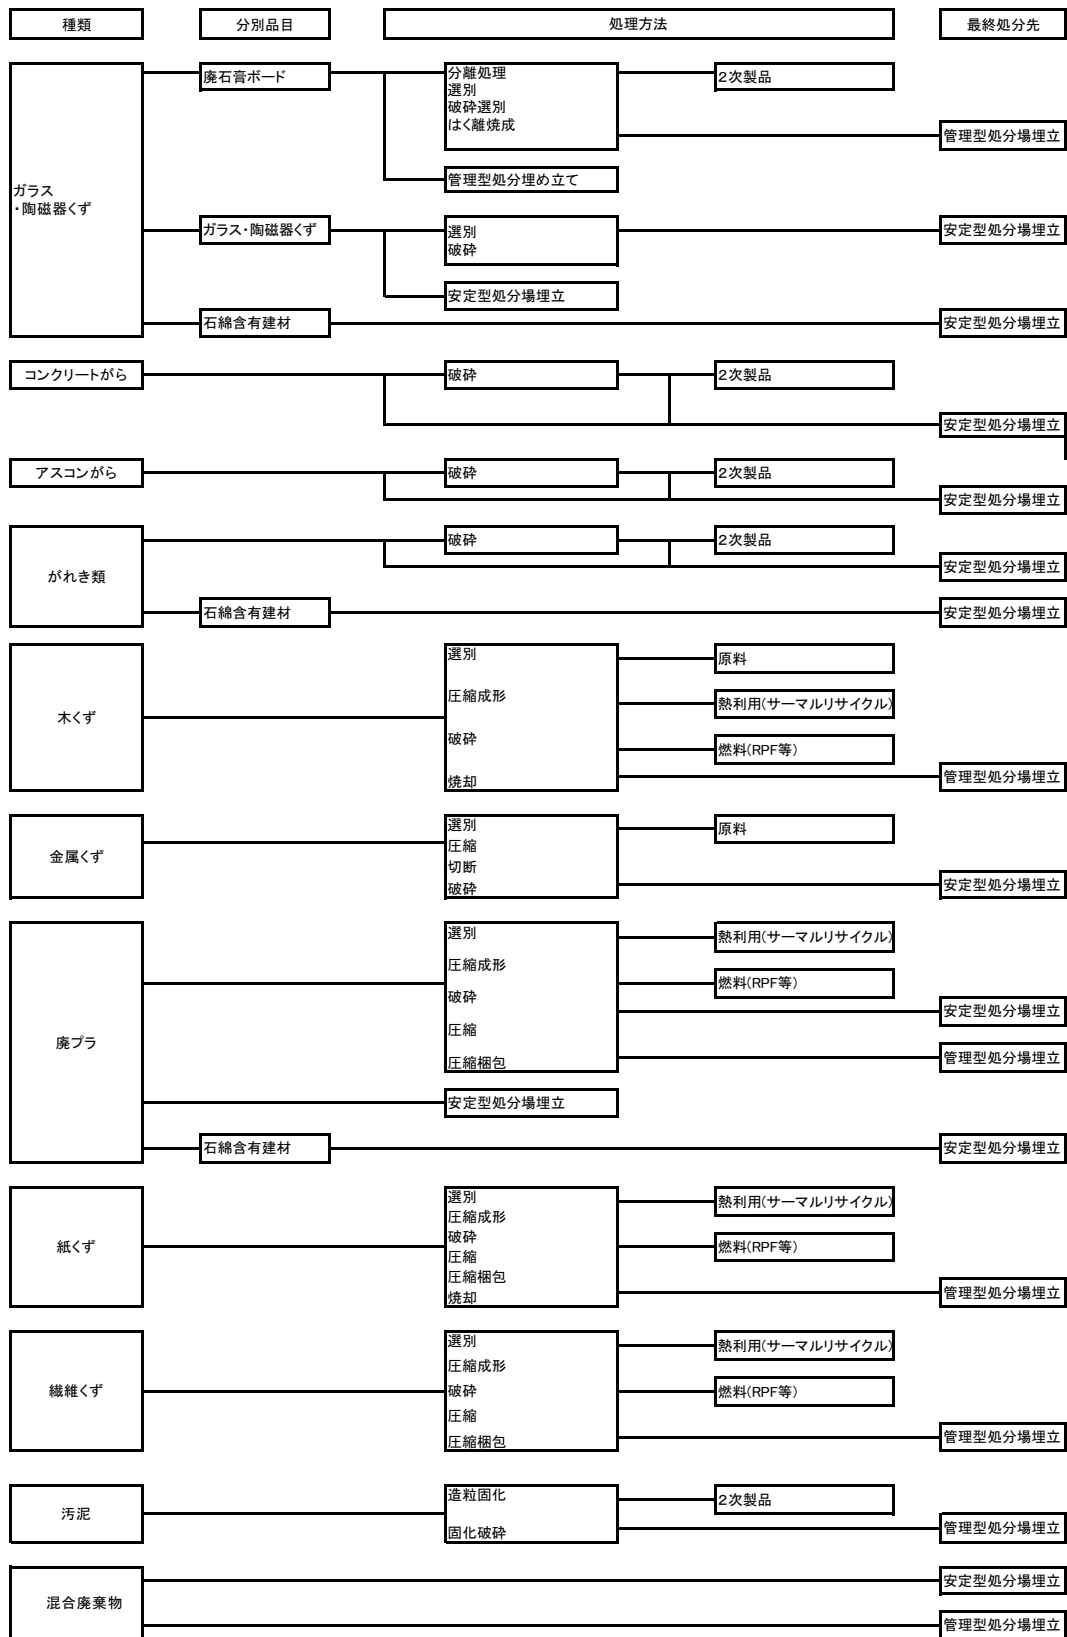 種類
分別品目
処理方法
最終処分先
ガラス
・陶磁器くず
廃石膏ボード
分離処理
選別
破砕選別
はく離焼成
2次製品
管理型処分場埋立
管理型処分埋め立て
ガラス・陶磁器くず
選別
破砕
安定型処分場埋立
安定型処分場埋立
石綿含有建材
安定型処分場埋立
コンクリートがら
破砕
2次製品
安定型処分場埋立
アスコンがら
破砕
2次製品
安定型処分場埋立
がれき類
破砕
2次製品
安定型処分場埋立
石綿含有建材
安定型処分場埋立
木くず
選別
圧縮成形
破砕
焼却
原料
熱利用(サーマルリサイクル)
燃料(RPF等)
管理型処分場埋立
金属くず
選別
圧縮
切断
破砕
原料
安定型処分場埋立
廃プラ
選別
圧縮成形
破砕
圧縮
圧縮梱包
熱利用(サーマルリサイクル)
燃料(RPF等)
安定型処分場埋立
管理型処分場埋立
安定型処分場埋立
石綿含有建材
安定型処分場埋立
紙くず
選別
圧縮成形
破砕
圧縮
圧縮梱包
焼却
熱利用(サーマルリサイクル)
燃料(RPF等)
管理型処分場埋立
繊維くず
選別
圧縮成形
破砕
圧縮
圧縮梱包
熱利用(サーマルリサイクル)
燃料(RPF等)
管理型処分場埋立
汚泥
造粒固化
固化破砕
2次製品
管理型処分場埋立
混合廃棄物
安定型処分場埋立
管理型処分場埋立